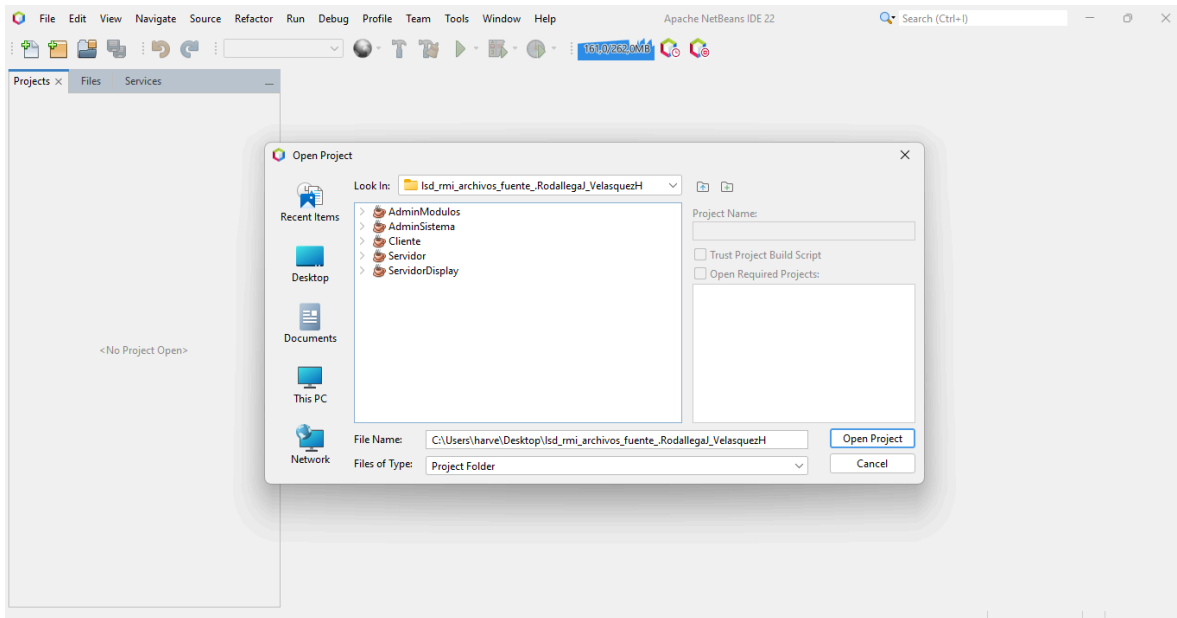 File Edit View Navigate Source Refactor Run Debug Profile Team Tools Window Help Apache NetBeans IDE 22 Search (Ctrl+I)
161,0/262,0MB
Projects Files Services
<No Project Open>
Open Project
Look In: lsd_rmi_archivos_fuente_.RodallegaJ_VelasquezH
Recent Items
Desktop
Documents
This PC
Network
AdminModulos
AdminSistema
Cliente
Servidor
ServidorDisplay
Project Name:
Trust Project Build Script
Open Required Projects:
File Name: C:\Users\harve\Desktop\lsd_rmi_archivos_fuente_.RodallegaJ_VelasquezH Open Project
Files of Type: Project Folder Cancel